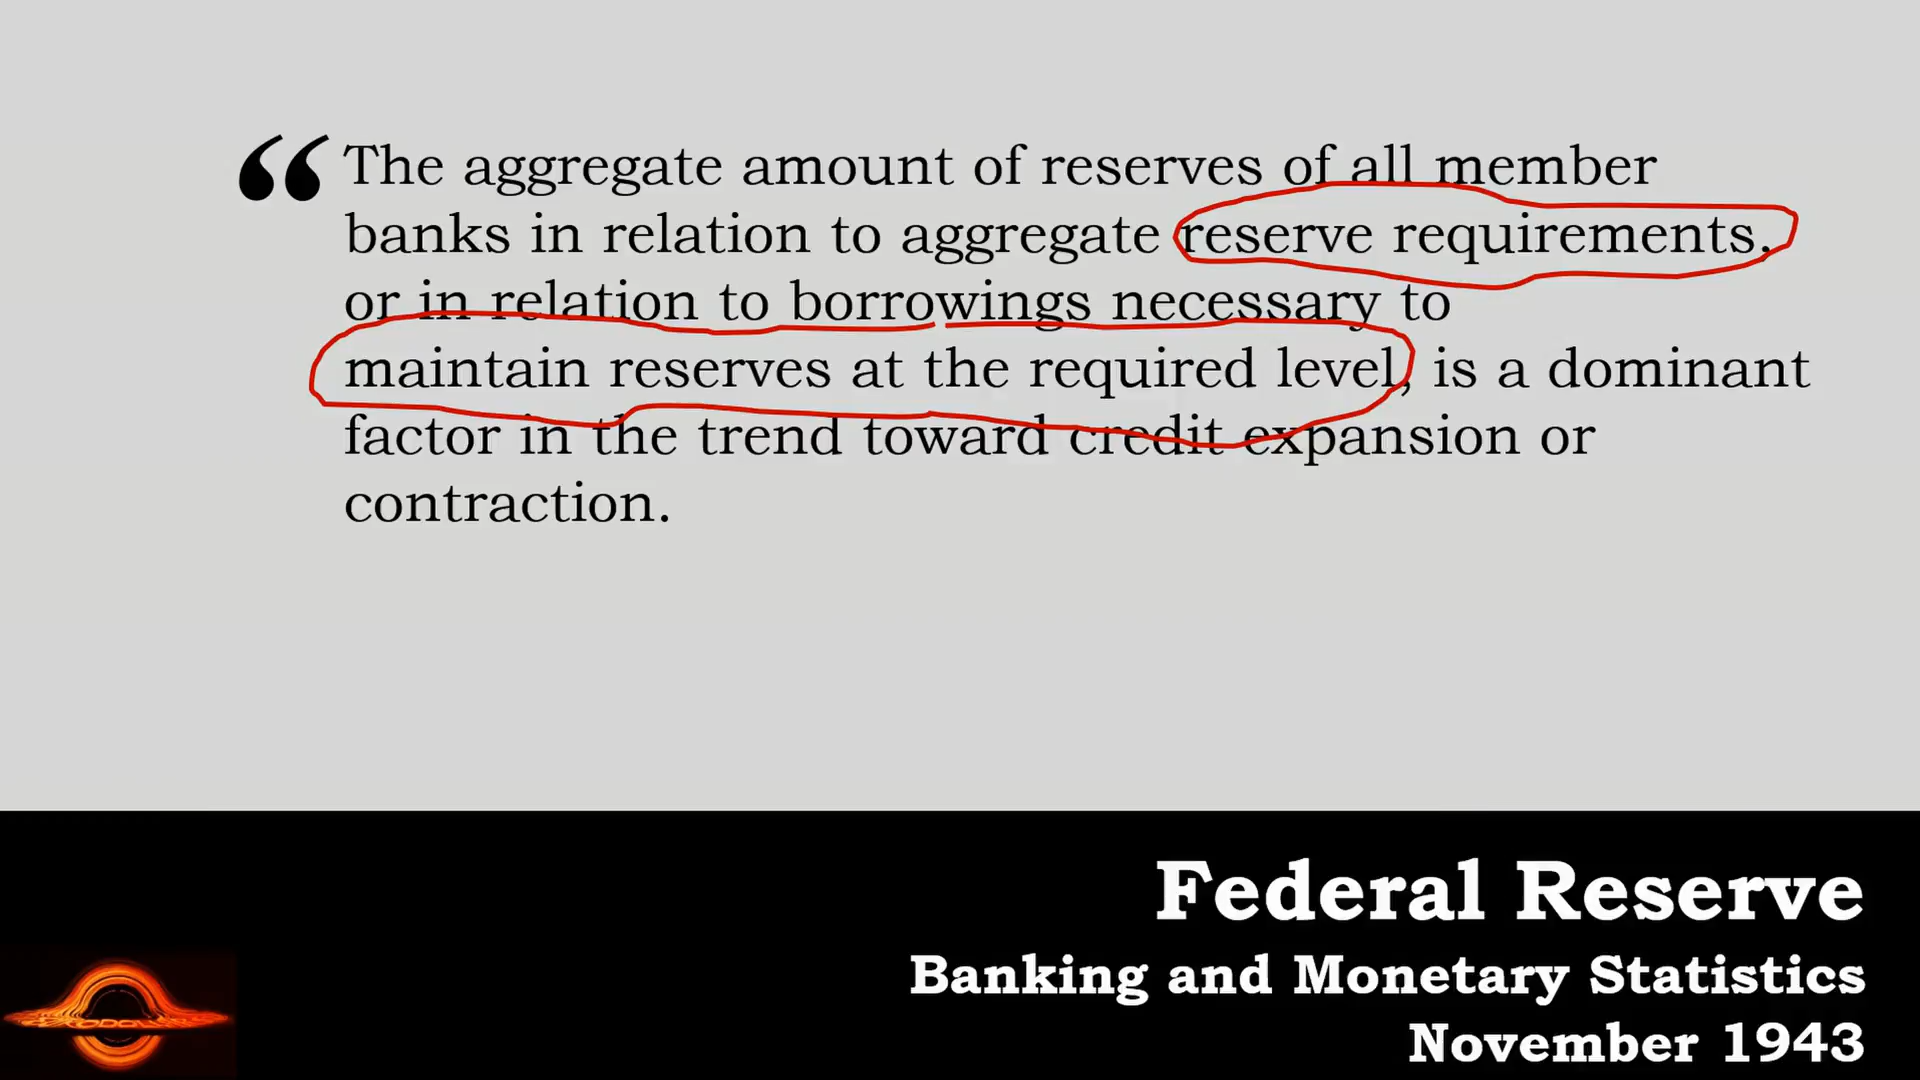 “The aggregate amount of reserves of all member
banks in relation to aggregate reserve requirements.
or in relation to borrowings necessary to
maintain reserves at the required level, is a dominant
factor in the trend toward credit expansion or
contraction.
Federal Reserve
Banking and Monetary Statistics
November 1943